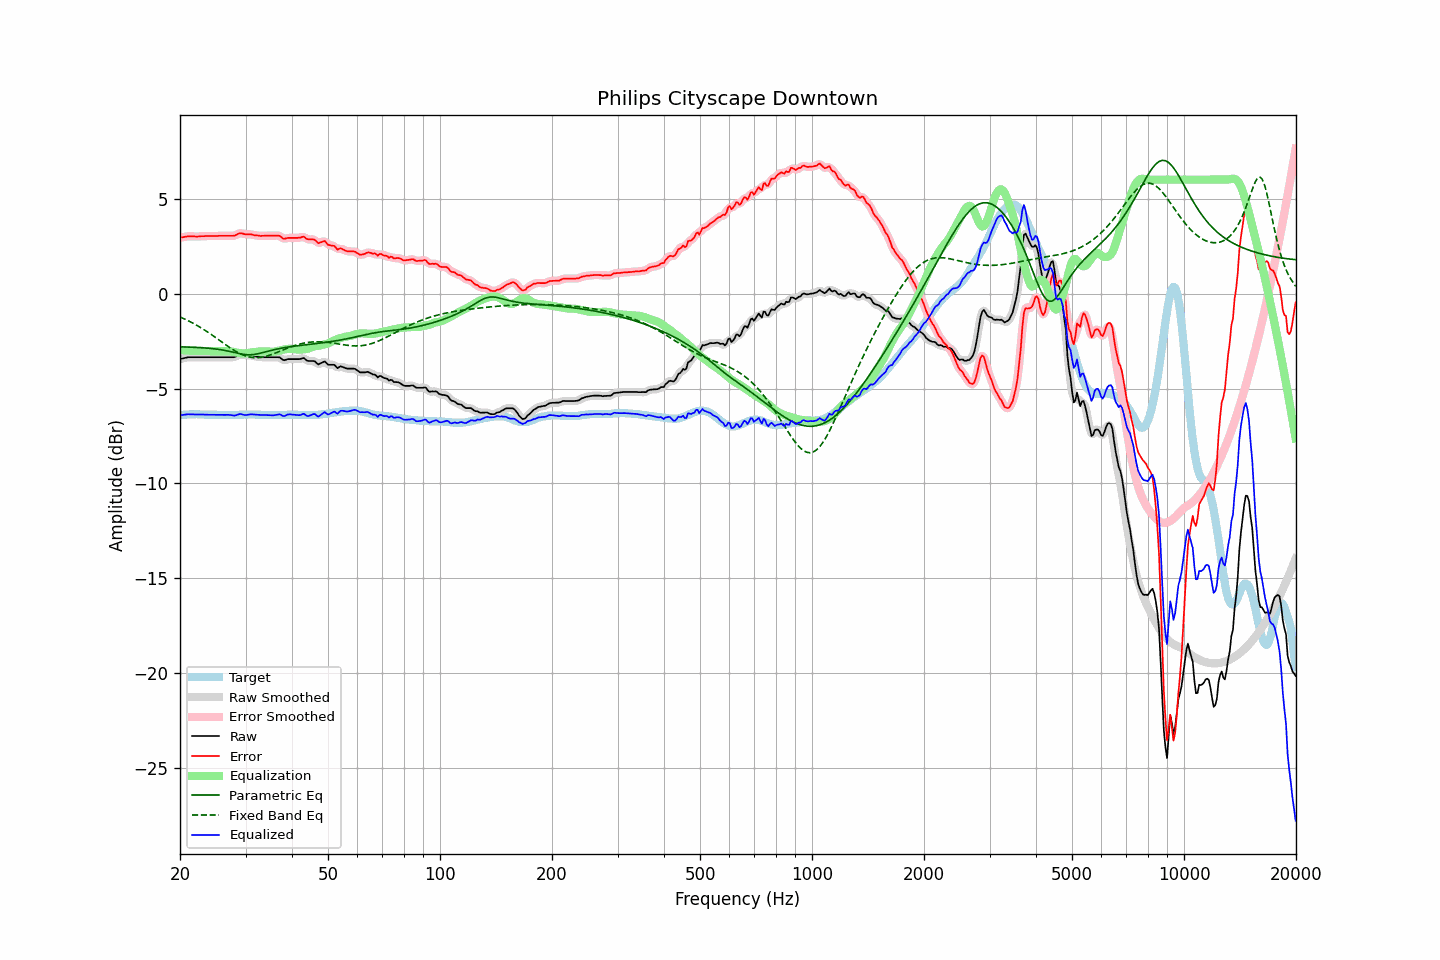 Philips Cityscape Downtown
Amplitude (dBr)
5
0
−5
−10
−15
−20
−25
Target
Raw Smoothed
Error Smoothed
Raw
Error
Equalization
Parametric Eq
Fixed Band Eq
Equalized
20 50 100 200 500 1000 2000 5000 10000 20000
Frequency (Hz)